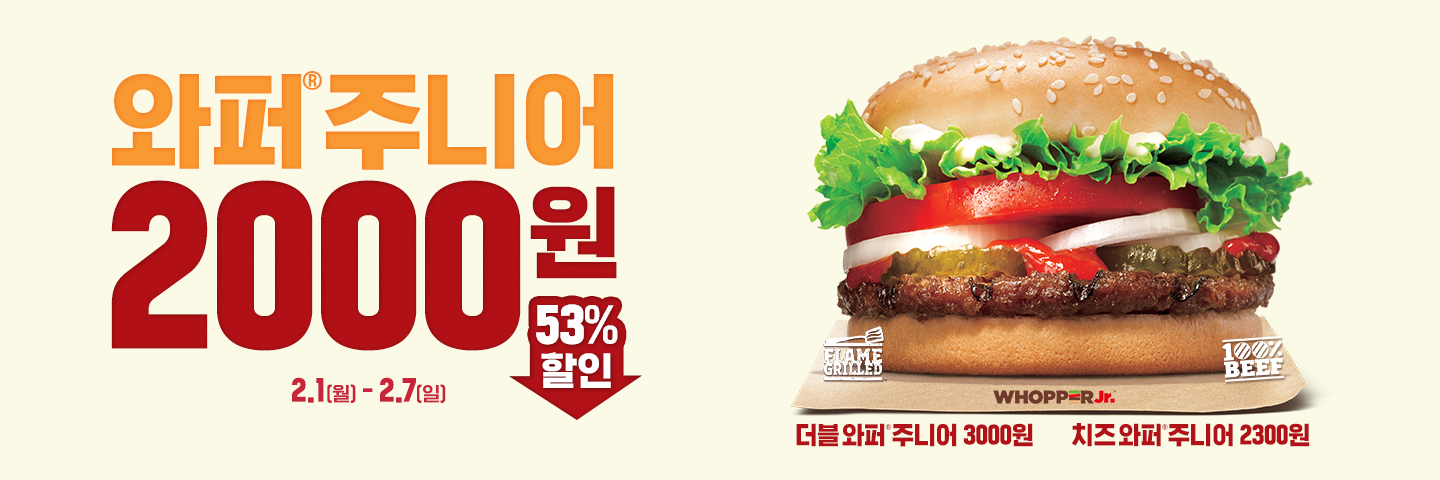 와퍼®주니어
2000원
53%
할인
2.1(월) - 2.7(일)
FLAME
GRILLED
100%
BEEF
WHOPPER Jr.
더블 와퍼®주니어 3000원
치즈 와퍼®주니어 2300원